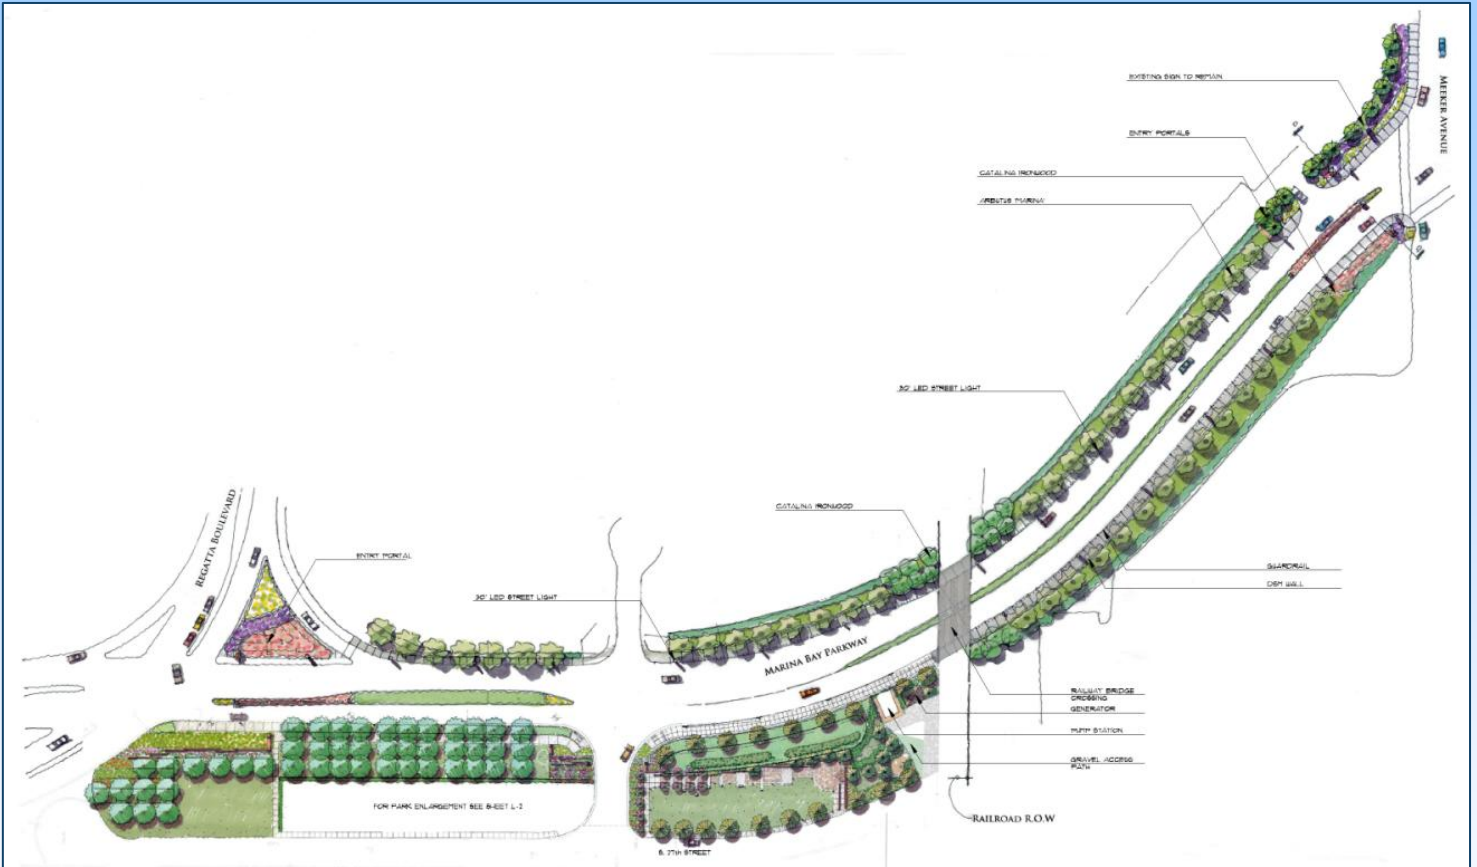 EXISTING SIGN TO REMAIN
MEEKER AVENUE
ENTRY PORTALS
CATALINA IRONWOOD
ARBUTUS 'MARINA'
30' LED STREET LIGHT
CATALINA IRONWOOD
REGATTA BOULEVARD
ENTRY PORTAL
30' LED STREET LIGHT
GUARDRAIL
CSM WALL
MARINA BAY PARKWAY
RAILWAY BRIDGE
CROSSING
GENERATOR
PUMP STATION
GRAVEL ACCESS
PATH
FOR PARK ENLARGEMENT SEE SHEET L-2
RAILROAD R.O.W
S. 27TH STREET